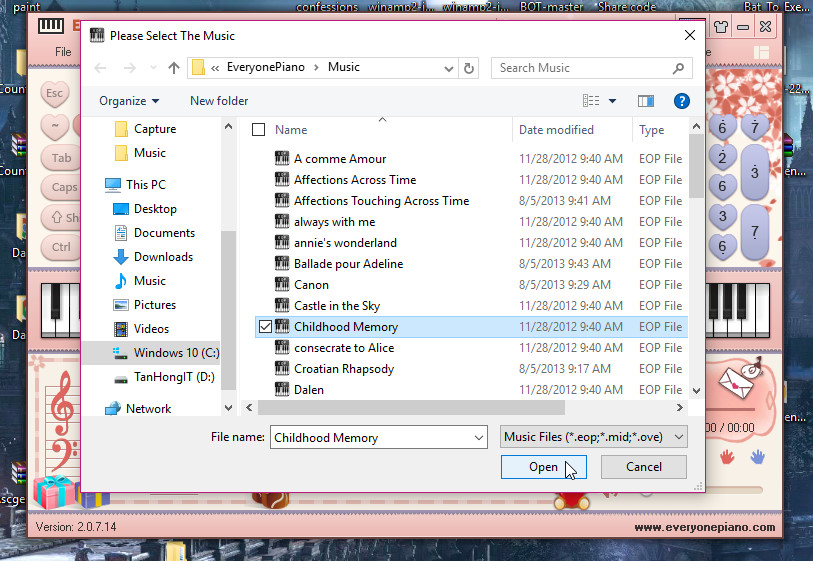 paint
confessions
winamp2-i...
winamp2-i...
BOT-master
*Share code
Bat_To_Exe...
Please Select The Music
File
« EveryonePiano > Music
Search Music
Organize
New folder
Esc
~
Tab
Caps
Sh
Ctrl
Capture
Music
This PC
Desktop
Documents
Downloads
Music
Pictures
Videos
Windows 10 (C:)
TanHongIT (D:)
Network
Name Date modified Type
A comme Amour 11/28/2012 9:40 AM EOP File
Affections Across Time 11/28/2012 9:40 AM EOP File
Affections Touching Across Time 8/5/2013 9:41 AM EOP File
always with me 11/28/2012 9:40 AM EOP File
annie's wonderland 11/28/2012 9:40 AM EOP File
Ballade pour Adeline 8/5/2013 9:43 AM EOP File
Canon 8/5/2013 9:29 AM EOP File
Castle in the Sky 11/28/2012 9:40 AM EOP File
Childhood Memory 11/28/2012 9:40 AM EOP File
consecrate to Alice 11/28/2012 9:40 AM EOP File
Croatian Rhapsody 8/5/2013 9:17 AM EOP File
Dalen 11/28/2012 9:40 AM EOP File
6 7
2 3
6
3 7
6
File name: Childhood Memory
Music Files (*.eop;*.mid;*.ove)
Open Cancel
00 / 00:00
Version: 2.0.7.14
www.everyonepiano.com